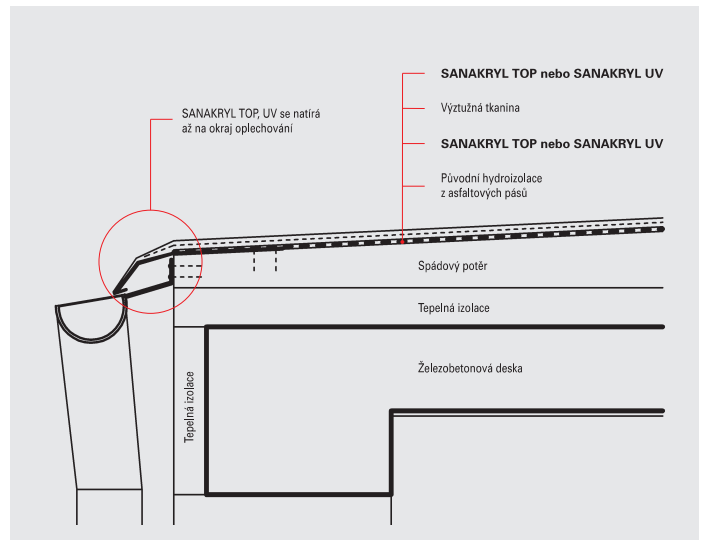 SANAKRYL TOP nebo SANAKRYL UV
SANAKRYL TOP, UV se natírá
až na okraj oplechování
Výztužná tkanina
SANAKRYL TOP nebo SANAKRYL UV
Původní hydroizolace
z asfaltových pásů
Spádový potěr
Tepelná izolace
Železobetonová deska
Tepelná izolace